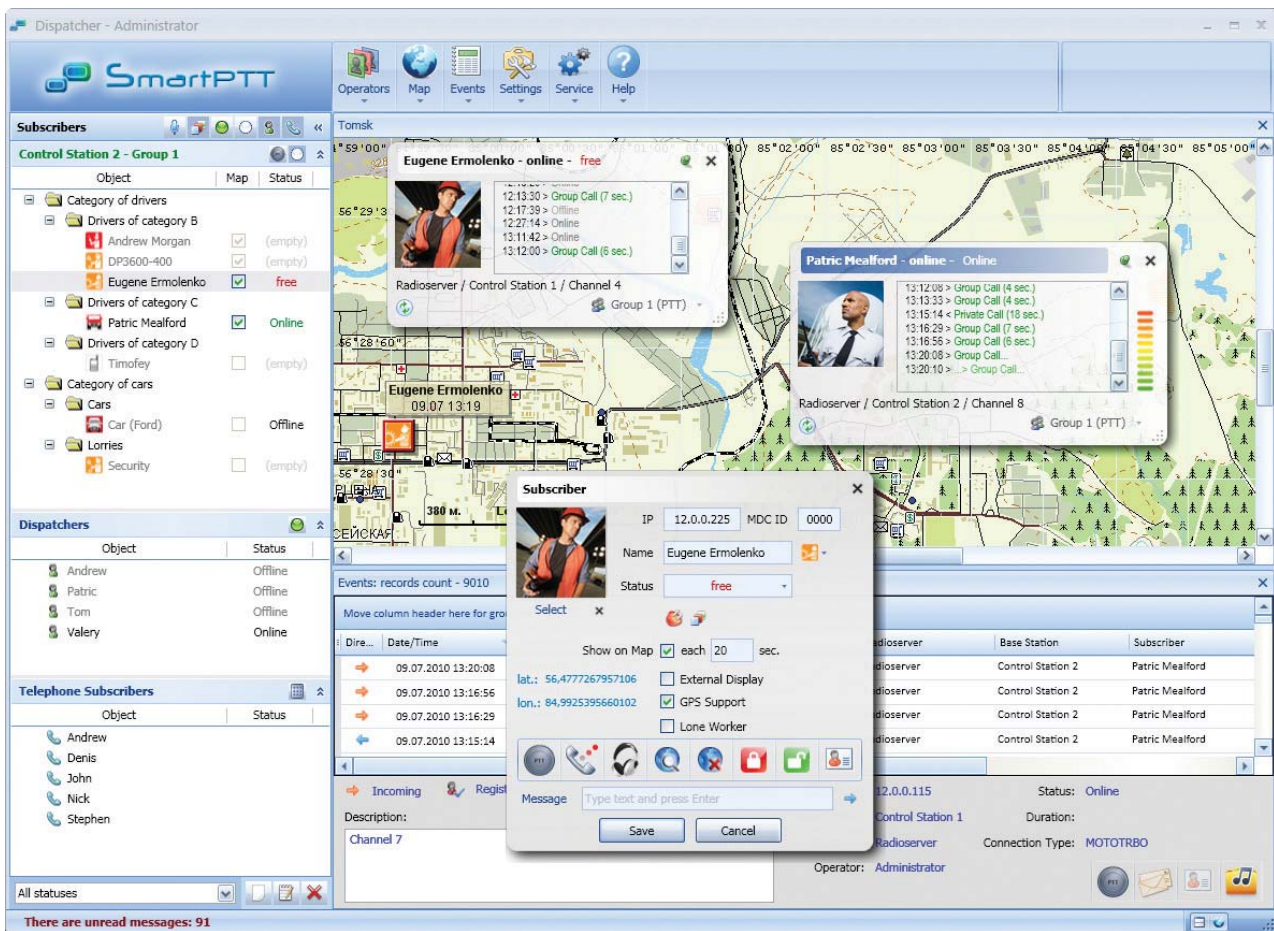 Dispatcher - Administrator
SmartPTT
Operators Map Events Settings Service Help
Subscribers
Control Station 2 - Group 1
Object Map Status
Category of drivers
Drivers of category B
Andrew Morgan (empty)
DP3600-400 (empty)
Eugene Ermolenko free
Drivers of category C
Patric Mealford Online
Drivers of category D
Timofey (empty)
Category of cars
Cars
Car (Ford) Offline
Lorries
Security (empty)
Dispatchers
Object Status
Andrew Offline
Patric Offline
Tom Offline
Valery Online
Telephone Subscribers
Object Status
Andrew
Denis
John
Nick
Stephen
All statuses
There are unread messages: 91
Tomsk
85°02'00" 85°02'30" 85°03'00" 85°03'30" 85°04'00" 85°04'30" 85°05'00"
56°28'60"
56°28'30"
380 м.
Eugene Ermolenko - online - free
12:13:30 > Group Call (7 sec.)
12:17:39 > Offline
12:27:14 > Online
13:11:42 > Online
13:12:00 > Group Call (6 sec.)
Radioserver / Control Station 1 / Channel 4
Group 1 (PTT)
Patric Mealford - online - Online
13:12:08 > Group Call (4 sec.)
13:13:33 > Group Call (4 sec.)
13:15:14 < Private Call (18 sec.)
13:16:29 > Group Call (7 sec.)
13:16:56 > Group Call (6 sec.)
13:20:08 > Group Call...
13:20:10 > ...> Group Call...
Radioserver / Control Station 2 / Channel 8
Group 1 (PTT)
Eugene Ermolenko
09.07 13:19
Subscriber
IP 12.0.0.225 MDC ID 0000
Name Eugene Ermolenko
Status free
Select
Show on Map each 20 sec.
lat.: 56,4777267957106 External Display
lon.: 84,9925395660102 GPS Support
Lone Worker
PTT
Message Type text and press Enter
Save Cancel
Events: records count - 9010
Move column header here for
Dire... Date/Time Base Station Subscriber
09.07.2010 13:20:08 Control Station 2 Patric Mealford
09.07.2010 13:16:56 Control Station 2 Patric Mealford
09.07.2010 13:16:29 Control Station 2 Patric Mealford
09.07.2010 13:15:14 Control Station 2 Patric Mealford
Incoming
12.0.0.115 Status: Online
Description: Control Station 1 Duration:
Channel 7 Radioserver Connection Type: MOTOTRBO
Operator: Administrator
PTT